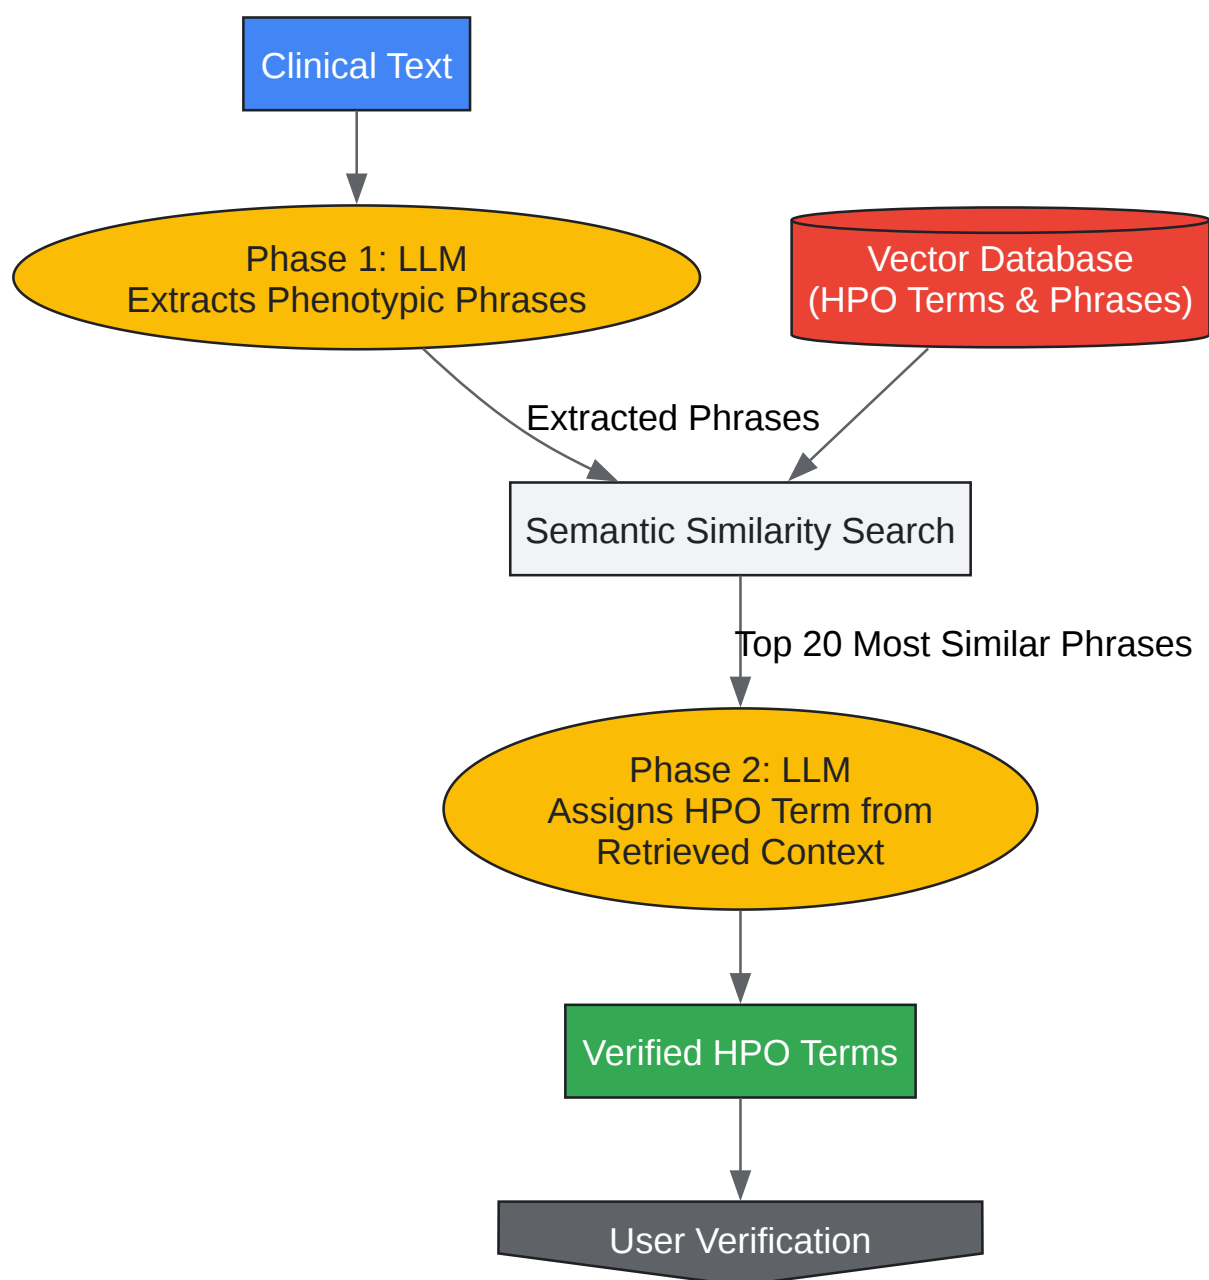 Clinical Text
Phase 1: LLM
Extracts Phenotypic Phrases
Vector Database
(HPO Terms & Phrases)
Extracted Phrases
Semantic Similarity Search
Top 20 Most Similar Phrases
Phase 2: LLM
Assigns HPO Term from
Retrieved Context
Verified HPO Terms
User Verification